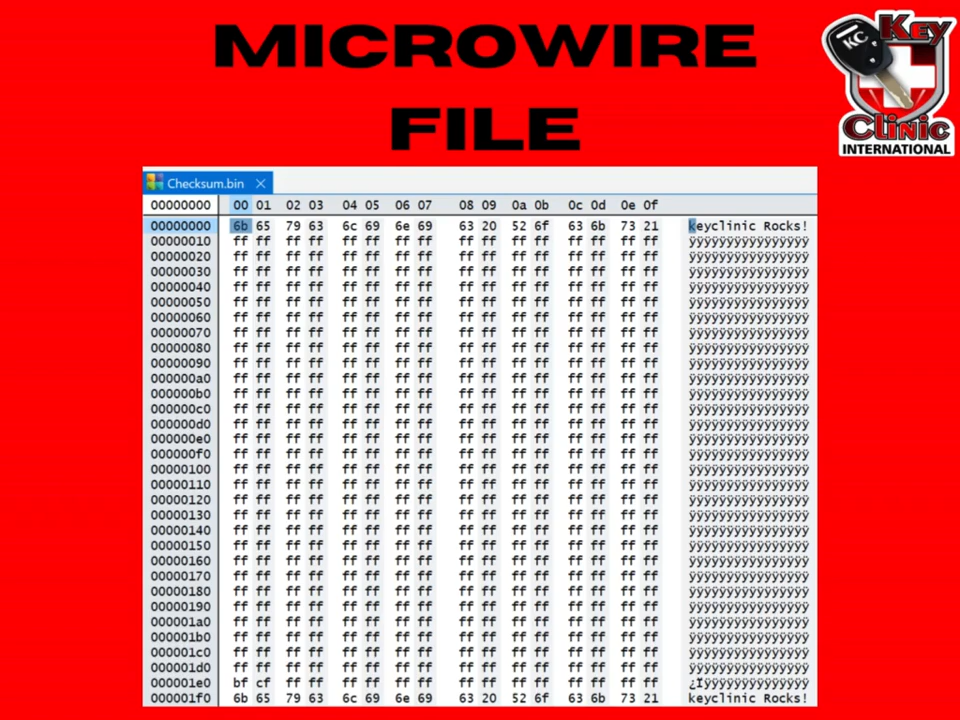 MICROWIRE
FILE
KC
Key
Clinic
INTERNATIONAL
Checksum.bin ×
00000000 00 01 02 03 04 05 06 07 08 09 0a 0b 0c 0d 0e 0f
00000000 6b 65 79 63 6c 69 6e 69 63 20 52 6f 63 6b 73 21 keyclinic Rocks!
00000010 ff ff ff ff ff ff ff ff ff ff ff ff ff ff ff ff ÿÿÿÿÿÿÿÿÿÿÿÿÿÿÿÿ
00000020 ff ff ff ff ff ff ff ff ff ff ff ff ff ff ff ff ÿÿÿÿÿÿÿÿÿÿÿÿÿÿÿÿ
00000030 ff ff ff ff ff ff ff ff ff ff ff ff ff ff ff ff ÿÿÿÿÿÿÿÿÿÿÿÿÿÿÿÿ
00000040 ff ff ff ff ff ff ff ff ff ff ff ff ff ff ff ff ÿÿÿÿÿÿÿÿÿÿÿÿÿÿÿÿ
00000050 ff ff ff ff ff ff ff ff ff ff ff ff ff ff ff ff ÿÿÿÿÿÿÿÿÿÿÿÿÿÿÿÿ
00000060 ff ff ff ff ff ff ff ff ff ff ff ff ff ff ff ff ÿÿÿÿÿÿÿÿÿÿÿÿÿÿÿÿ
00000070 ff ff ff ff ff ff ff ff ff ff ff ff ff ff ff ff ÿÿÿÿÿÿÿÿÿÿÿÿÿÿÿÿ
00000080 ff ff ff ff ff ff ff ff ff ff ff ff ff ff ff ff ÿÿÿÿÿÿÿÿÿÿÿÿÿÿÿÿ
00000090 ff ff ff ff ff ff ff ff ff ff ff ff ff ff ff ff ÿÿÿÿÿÿÿÿÿÿÿÿÿÿÿÿ
000000a0 ff ff ff ff ff ff ff ff ff ff ff ff ff ff ff ff ÿÿÿÿÿÿÿÿÿÿÿÿÿÿÿÿ
000000b0 ff ff ff ff ff ff ff ff ff ff ff ff ff ff ff ff ÿÿÿÿÿÿÿÿÿÿÿÿÿÿÿÿ
000000c0 ff ff ff ff ff ff ff ff ff ff ff ff ff ff ff ff ÿÿÿÿÿÿÿÿÿÿÿÿÿÿÿÿ
000000d0 ff ff ff ff ff ff ff ff ff ff ff ff ff ff ff ff ÿÿÿÿÿÿÿÿÿÿÿÿÿÿÿÿ
000000e0 ff ff ff ff ff ff ff ff ff ff ff ff ff ff ff ff ÿÿÿÿÿÿÿÿÿÿÿÿÿÿÿÿ
000000f0 ff ff ff ff ff ff ff ff ff ff ff ff ff ff ff ff ÿÿÿÿÿÿÿÿÿÿÿÿÿÿÿÿ
00000100 ff ff ff ff ff ff ff ff ff ff ff ff ff ff ff ff ÿÿÿÿÿÿÿÿÿÿÿÿÿÿÿÿ
00000110 ff ff ff ff ff ff ff ff ff ff ff ff ff ff ff ff ÿÿÿÿÿÿÿÿÿÿÿÿÿÿÿÿ
00000120 ff ff ff ff ff ff ff ff ff ff ff ff ff ff ff ff ÿÿÿÿÿÿÿÿÿÿÿÿÿÿÿÿ
00000130 ff ff ff ff ff ff ff ff ff ff ff ff ff ff ff ff ÿÿÿÿÿÿÿÿÿÿÿÿÿÿÿÿ
00000140 ff ff ff ff ff ff ff ff ff ff ff ff ff ff ff ff ÿÿÿÿÿÿÿÿÿÿÿÿÿÿÿÿ
00000150 ff ff ff ff ff ff ff ff ff ff ff ff ff ff ff ff ÿÿÿÿÿÿÿÿÿÿÿÿÿÿÿÿ
00000160 ff ff ff ff ff ff ff ff ff ff ff ff ff ff ff ff ÿÿÿÿÿÿÿÿÿÿÿÿÿÿÿÿ
00000170 ff ff ff ff ff ff ff ff ff ff ff ff ff ff ff ff ÿÿÿÿÿÿÿÿÿÿÿÿÿÿÿÿ
00000180 ff ff ff ff ff ff ff ff ff ff ff ff ff ff ff ff ÿÿÿÿÿÿÿÿÿÿÿÿÿÿÿÿ
00000190 ff ff ff ff ff ff ff ff ff ff ff ff ff ff ff ff ÿÿÿÿÿÿÿÿÿÿÿÿÿÿÿÿ
000001a0 ff ff ff ff ff ff ff ff ff ff ff ff ff ff ff ff ÿÿÿÿÿÿÿÿÿÿÿÿÿÿÿÿ
000001b0 ff ff ff ff ff ff ff ff ff ff ff ff ff ff ff ff ÿÿÿÿÿÿÿÿÿÿÿÿÿÿÿÿ
000001c0 ff ff ff ff ff ff ff ff ff ff ff ff ff ff ff ff ÿÿÿÿÿÿÿÿÿÿÿÿÿÿÿÿ
000001d0 ff ff ff ff ff ff ff ff ff ff ff ff ff ff ff ff ÿÿÿÿÿÿÿÿÿÿÿÿÿÿÿÿ
000001e0 bf cf ff ff ff ff ff ff ff ff ff ff ff ff ff ff ¿Ïÿÿÿÿÿÿÿÿÿÿÿÿÿÿ
000001f0 6b 65 79 63 6c 69 6e 69 63 20 52 6f 63 6b 73 21 keyclinic Rocks!